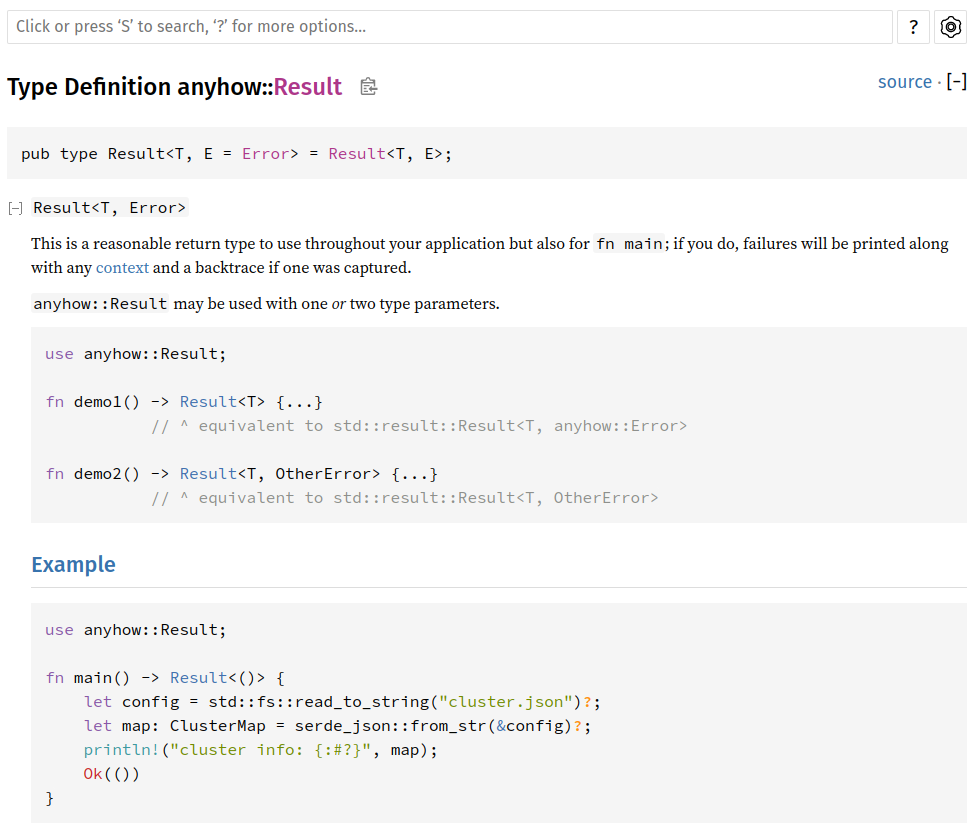 Click or press ‘S’ to search, ‘?’ for more options…
?
Type Definition anyhow::Result
source · [−]
pub type Result<T, E = Error> = Result<T, E>;
[−] Result<T, Error>
This is a reasonable return type to use throughout your application but also for fn main; if you do, failures will be printed along
with any context and a backtrace if one was captured.
anyhow::Result may be used with one or two type parameters.
use anyhow::Result;
fn demo1() -> Result<T> {...}
// ^ equivalent to std::result::Result<T, anyhow::Error>
fn demo2() -> Result<T, OtherError> {...}
// ^ equivalent to std::result::Result<T, OtherError>
Example
use anyhow::Result;
fn main() -> Result<()> {
    let config = std::fs::read_to_string("cluster.json")?;
    let map: ClusterMap = serde_json::from_str(&config)?;
    println!("cluster info: {:#?}", map);
    Ok(())
}